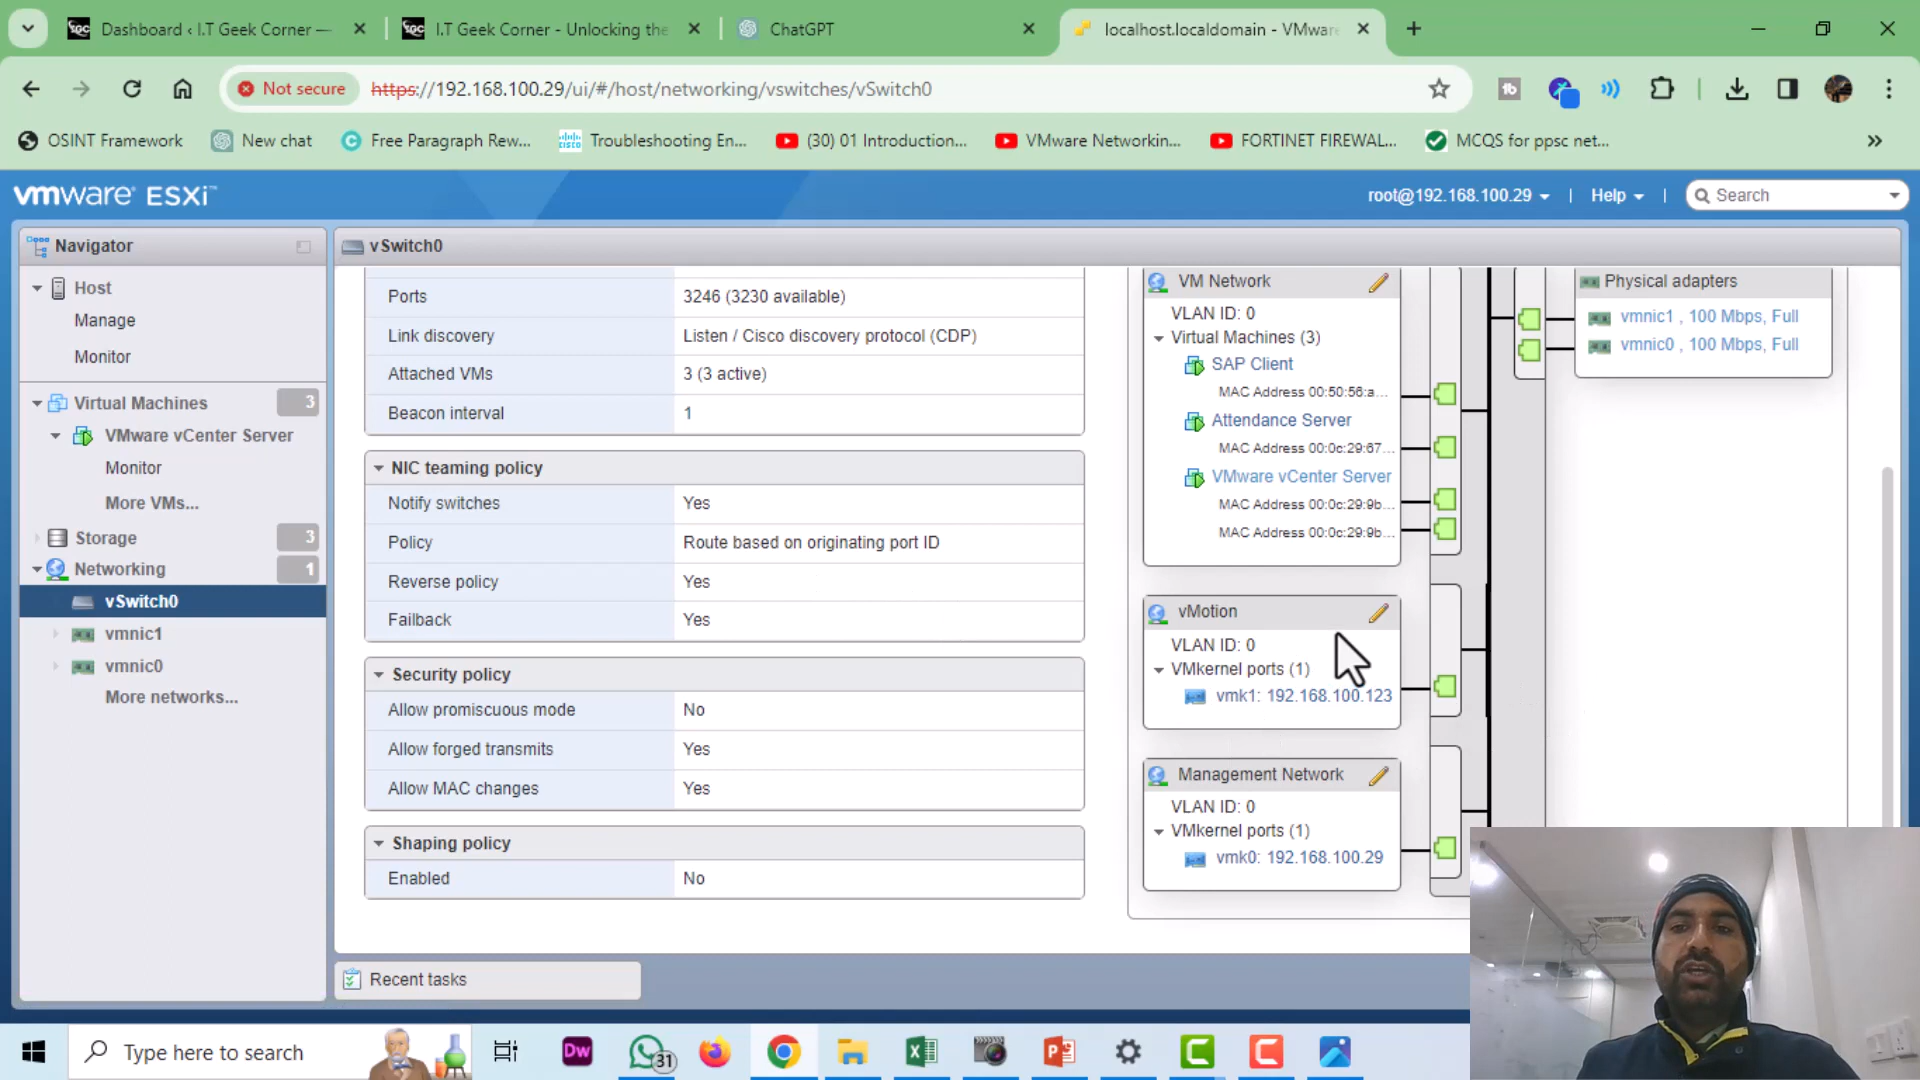 Dashboard ‹ I.T Geek Corner —
I.T Geek Corner - Unlocking the
ChatGPT
localhost.localdomain - VMware
Not secure
https://192.168.100.29/ui/#/host/networking/vswitches/vSwitch0
OSINT Framework
New chat
Free Paragraph Rew...
Troubleshooting En...
(30) 01 Introduction...
VMware Networkin...
FORTINET FIREWAL...
MCQS for ppsc net...
vmware ESXi™
root@192.168.100.29
Help
Search
Navigator
Host
Manage
Monitor
Virtual Machines
3
VMware vCenter Server
Monitor
More VMs...
Storage
3
Networking
1
vSwitch0
vmnic1
vmnic0
More networks...
vSwitch0
Ports 3246 (3230 available)
Link discovery Listen / Cisco discovery protocol (CDP)
Attached VMs 3 (3 active)
Beacon interval 1
NIC teaming policy
Notify switches Yes
Policy Route based on originating port ID
Reverse policy Yes
Failback Yes
Security policy
Allow promiscuous mode No
Allow forged transmits Yes
Allow MAC changes Yes
Shaping policy
Enabled No
VM Network
VLAN ID: 0
Virtual Machines (3)
SAP Client
MAC Address 00:50:56:a...
Attendance Server
MAC Address 00:0c:29:67...
VMware vCenter Server
MAC Address 00:0c:29:9b...
MAC Address 00:0c:29:9b...
vMotion
VLAN ID: 0
VMkernel ports (1)
vmk1: 192.168.100.123
Management Network
VLAN ID: 0
VMkernel ports (1)
vmk0: 192.168.100.29
Physical adapters
vmnic1 , 100 Mbps, Full
vmnic0 , 100 Mbps, Full
Recent tasks
Type here to search
Dw
31